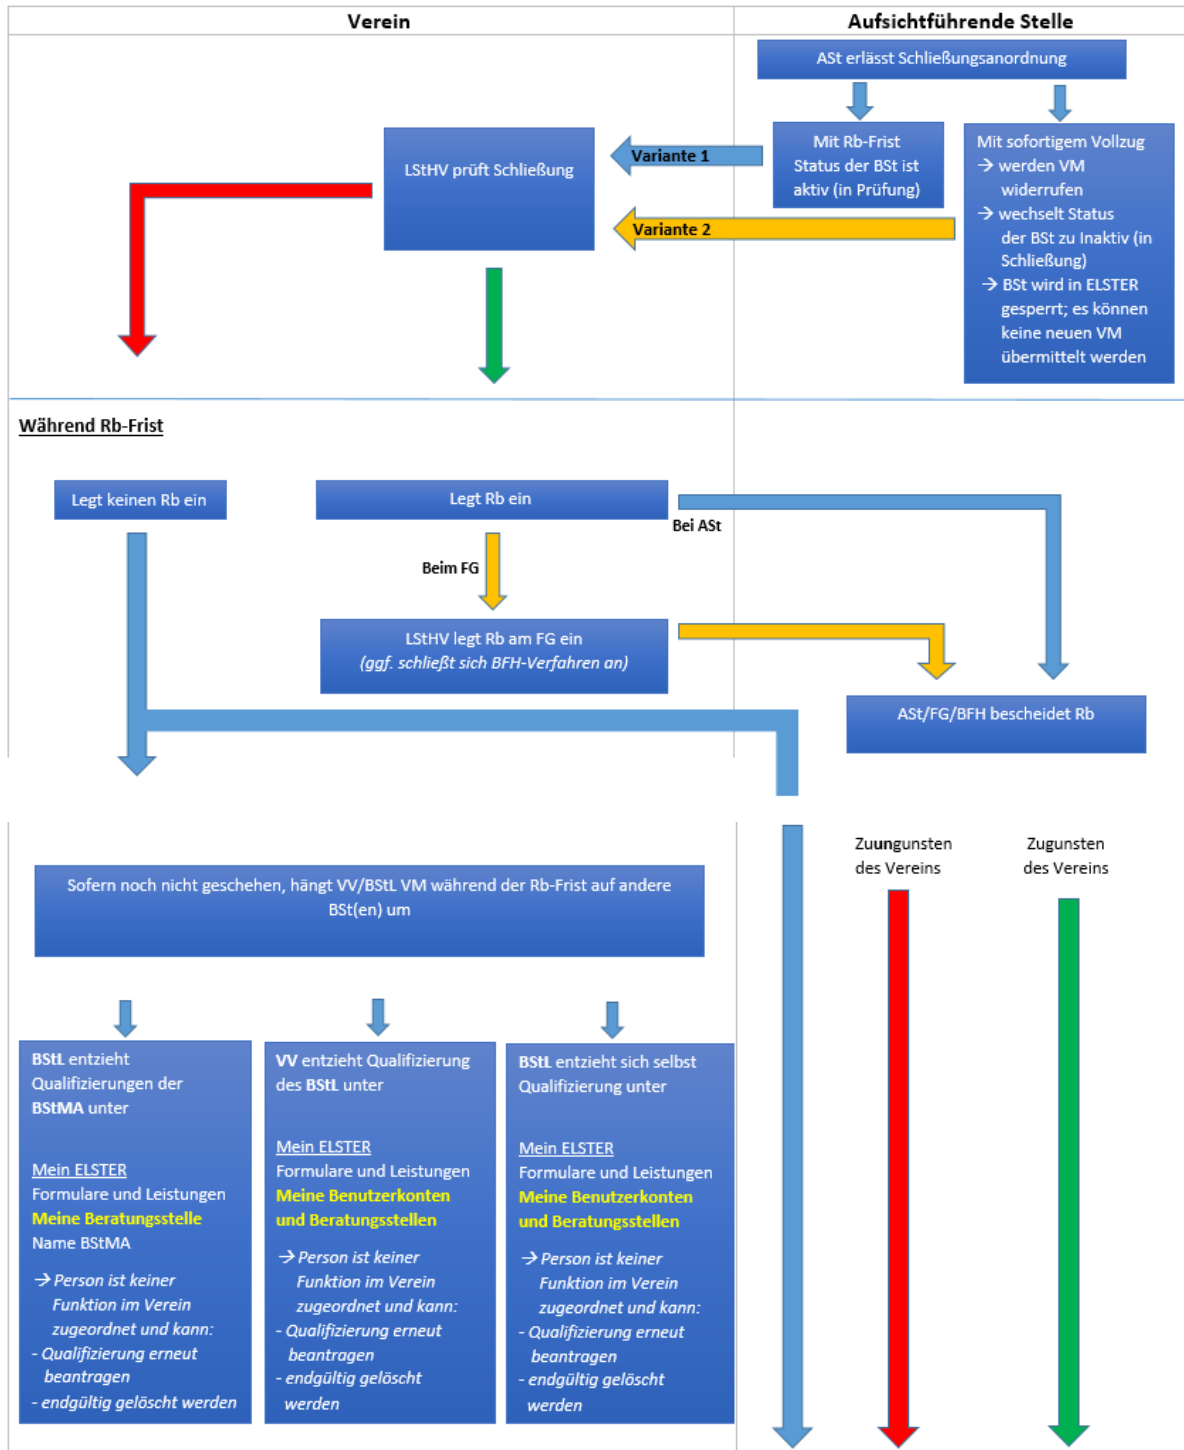 Verein
Aufsichtführende Stelle
ASt erlässt Schließungsanordnung
LStHV prüft Schließung
Variante 1
Variante 2
Mit Rb-Frist
Status der BSt ist
aktiv (in Prüfung)
Mit sofortigem Vollzug
→ werden VM
widerrufen
→ wechselt Status
der BSt zu Inaktiv (in
Schließung)
→ BSt wird in ELSTER
gesperrt; es können
keine neuen VM
übermittelt werden
Während Rb-Frist
Legt keinen Rb ein
Legt Rb ein
Bei ASt
Beim FG
LStHV legt Rb am FG ein
(ggf. schließt sich BFH-Verfahren an)
ASt/FG/BFH bescheidet Rb
Zuungunsten
des Vereins
Zugunsten
des Vereins
Sofern noch nicht geschehen, hängt VV/BStL VM während der Rb-Frist auf andere
BSt(en) um
BStL entzieht
Qualifizierungen der
BStMA unter
Mein ELSTER
Formulare und Leistungen
Meine Beratungsstelle
Name BStMA
→ Person ist keiner
Funktion im Verein
zugeordnet und kann:
- Qualifizierung erneut
beantragen
- endgültig gelöscht werden
VV entzieht Qualifizierung
des BStL unter
Mein ELSTER
Formulare und Leistungen
Meine Benutzerkonten
und Beratungsstellen
→ Person ist keiner
Funktion im Verein
zugeordnet und kann:
- Qualifizierung erneut
beantragen
- endgültig gelöscht
werden
BStL entzieht sich selbst
Qualifizierung unter
Mein ELSTER
Formulare und Leistungen
Meine Benutzerkonten
und Beratungsstellen
→ Person ist keiner
Funktion im Verein
zugeordnet und kann:
- Qualifizierung erneut
beantragen
- endgültig gelöscht
werden